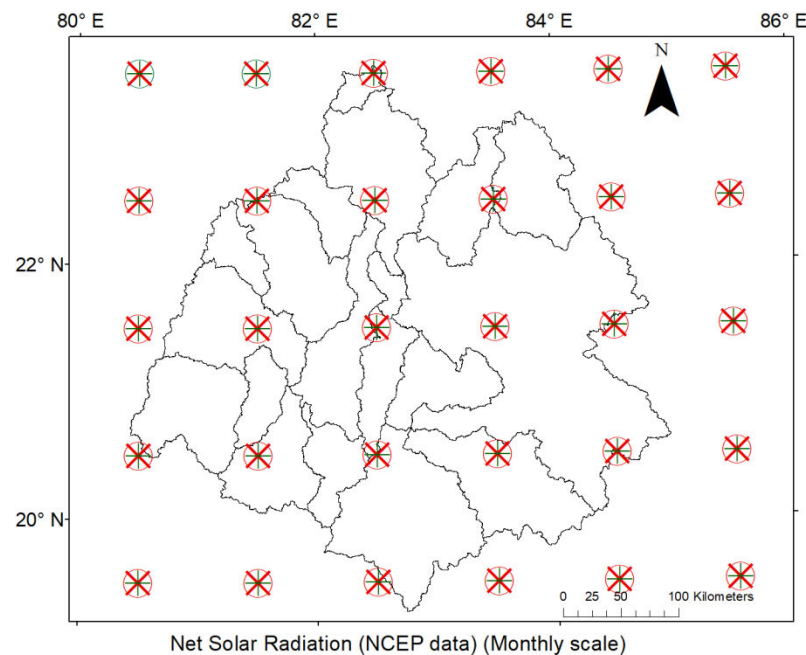 80° E 82° E 84° E 86° E
N
22° N
20° N
0 25 50 100 Kilometers
Net Solar Radiation (NCEP data) (Monthly scale)